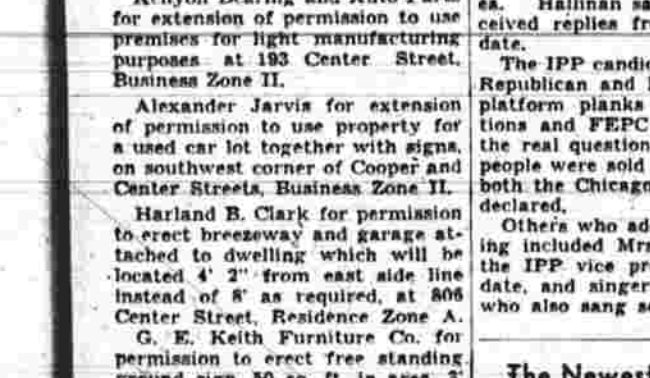 for extension of permission to use
premises for light manufacturing
purposes at 193 Center Street,
Business Zone II.
Alexander Jarvis for extension
of permission to use property for
a used car lot together with signs,
on southwest corner of Cooper and
Center Streets, Business Zone II.
Harland B. Clark for permission
to erect breezeway and garage at-
tached to dwelling which will be
located 4' 2" from east side line
instead of 8' as required, at 806
Center Street, Residence Zone A.
G. E. Keith Furniture Co. for
permission to erect free standing
ceived replies
date.
The IPP
Republican and
platform planks
tions and FEPC
the real question
people were sold
both the Chicago
declared.
Others who
ing included
the IPP vice
date, and singer
who also sang
The Newest